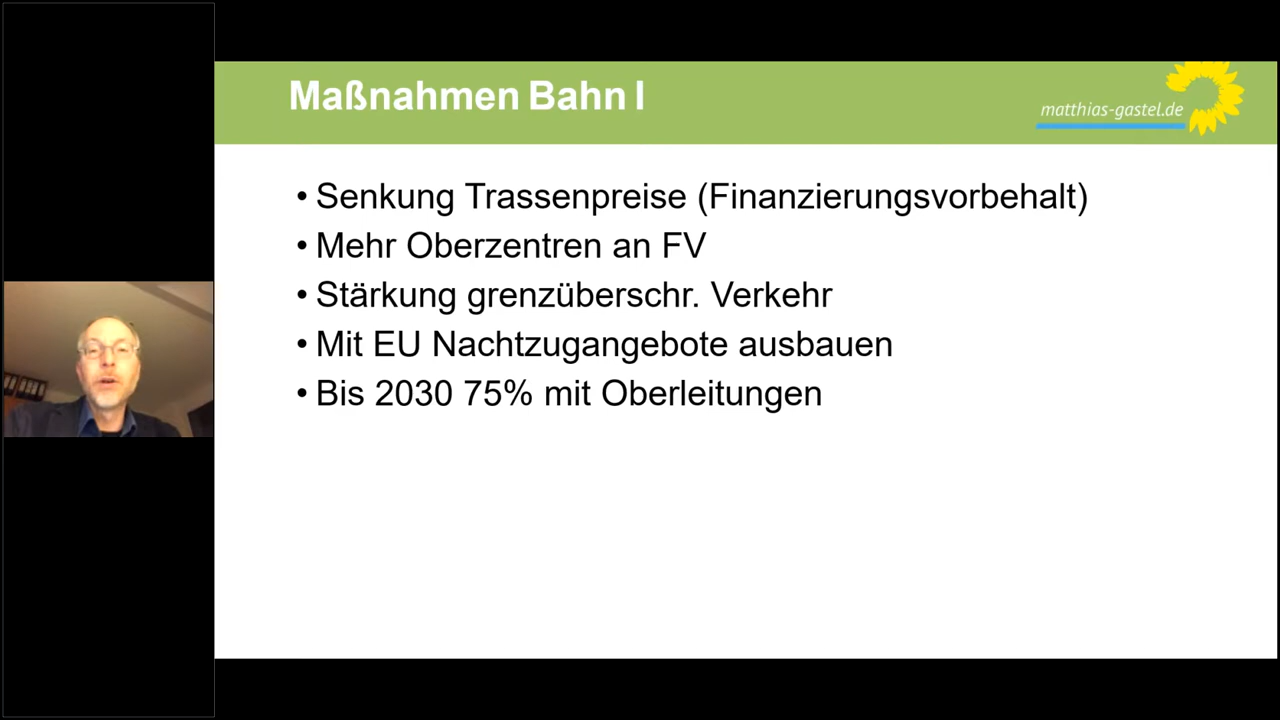 Maßnahmen Bahn I
matthias-gastel.de
• Senkung Trassenpreise (Finanzierungsvorbehalt)
• Mehr Oberzentren an FV
• Stärkung grenzüberschr. Verkehr
• Mit EU Nachtzugangebote ausbauen
• Bis 2030 75% mit Oberleitungen